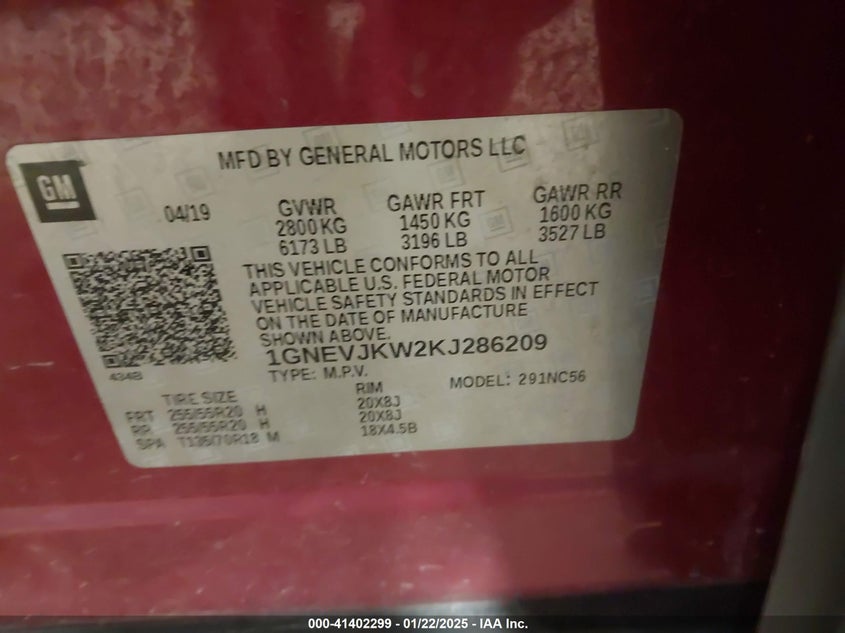 GM
MFD BY GENERAL MOTORS LLC
04/19 GVWR GAWR FRT GAWR RR
2800 KG 1450 KG 1600 KG
6173 LB 3196 LB 3527 LB
THIS VEHICLE CONFORMS TO ALL
APPLICABLE U.S. FEDERAL MOTOR
VEHICLE SAFETY STANDARDS IN EFFECT
ON THE DATE OF MANUFACTURE
SHOWN ABOVE.
1GNEVJKW2KJ286209
434B
TYPE: M.P.V. MODEL: 291NC56
TIRE SIZE RIM
FRT 255/55R20 H 20X8J
RR 255/55R20 H 20X8J
SPA T135/70R18 M 18X4.5B
000-41402299 - 01/22/2025 - IAA Inc.